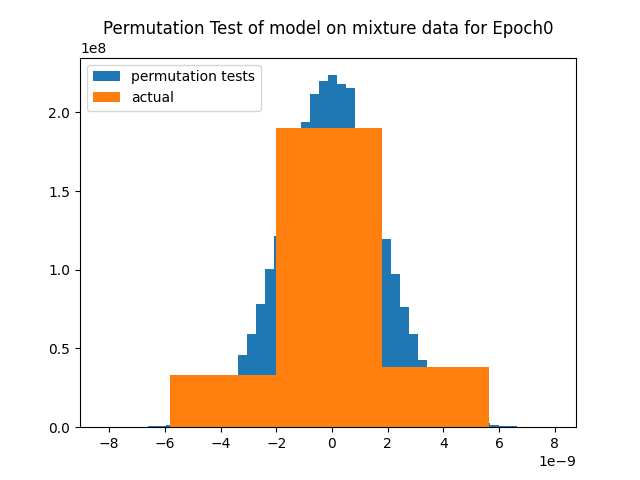 Permutation Test of model on mixture data for Epoch0
1e8
permutation tests
actual
2.0
1.5
1.0
0.5
0.0
−8 −6 −4 −2 0 2 4 6 8
1e−9